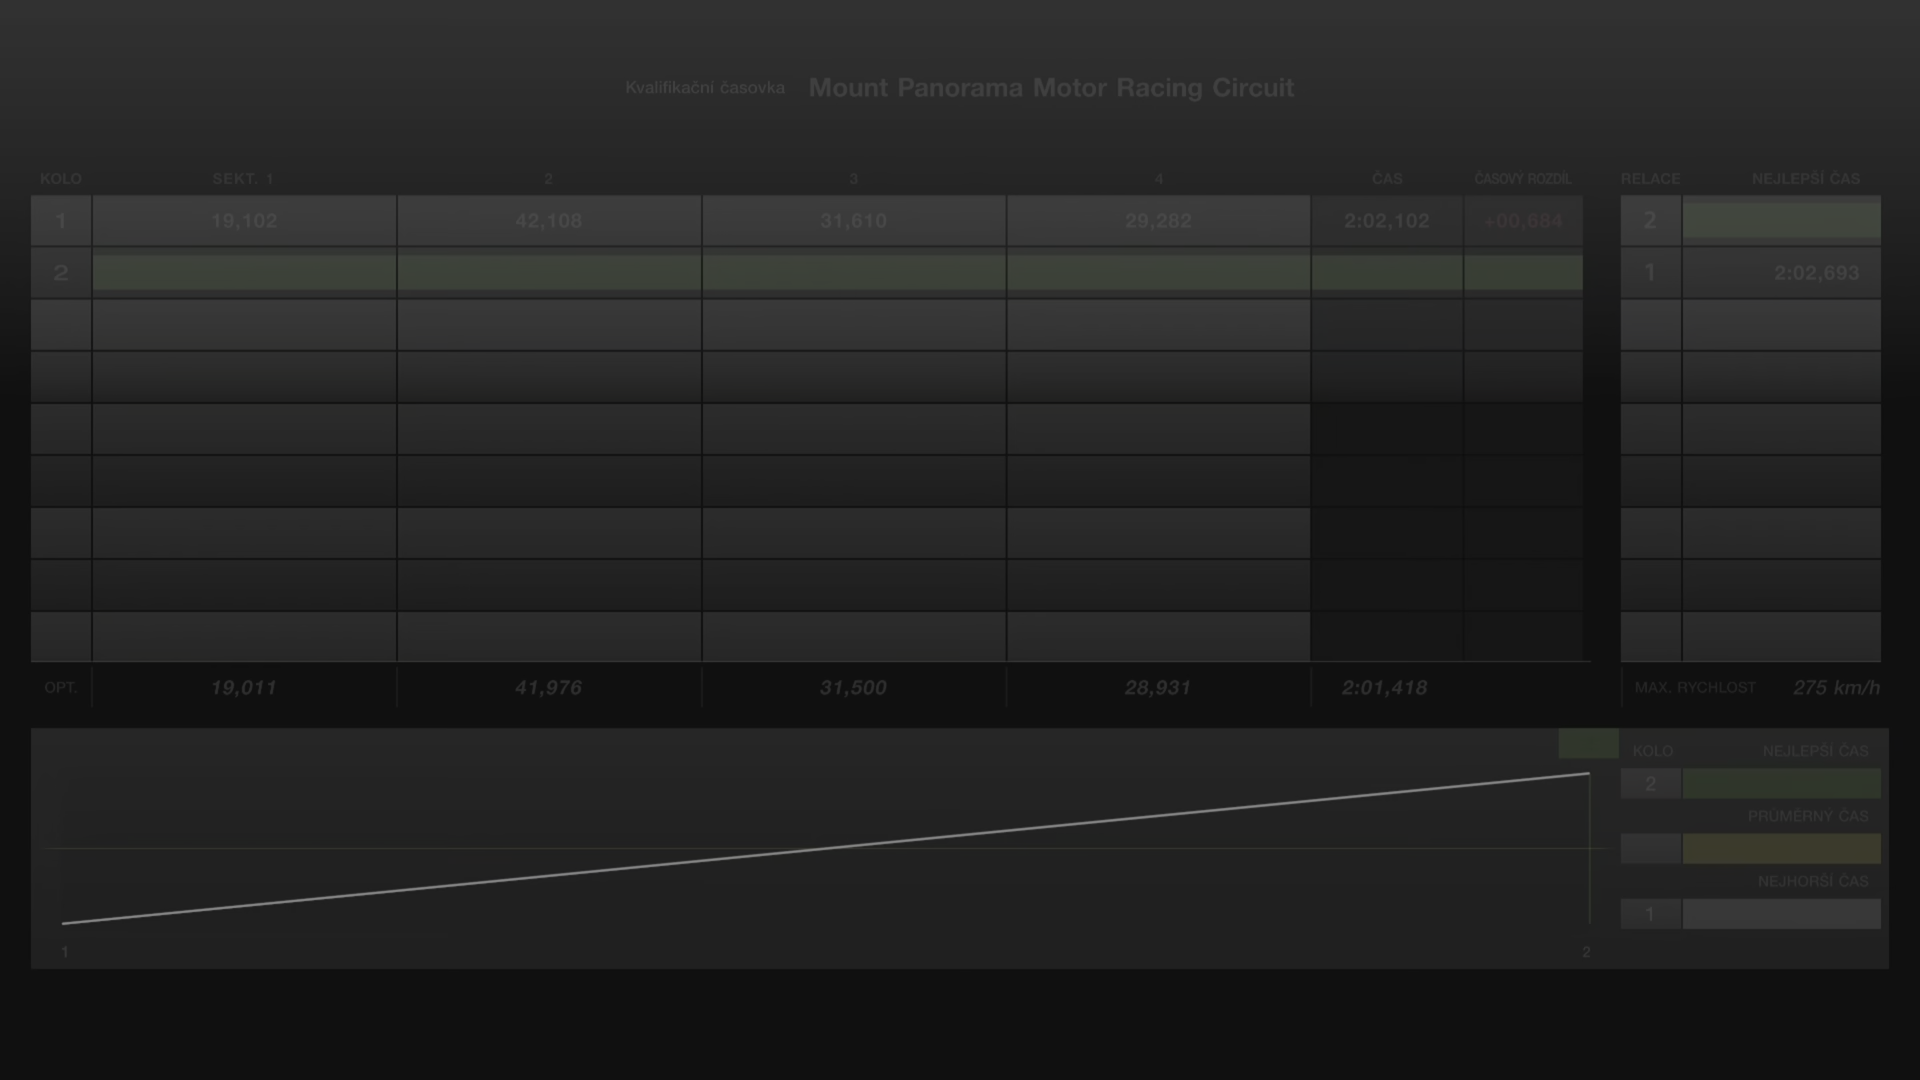 Kvalifikační časovka Mount Panorama Motor Racing Circuit
KOLO SEKT. 1 2 3 4 ČAS ČASOVÝ ROZDÍL RELACE NEJLEPŠÍ ČAS
1 19,102 42,108 31,610 29,282 2:02,102 +00,684 2
2 1 2:02,693
OPT. 19,011 41,976 31,500 28,931 2:01,418 MAX. RYCHLOST 275 km/h
KOLO NEJLEPŠÍ ČAS
2
PRŮMĚRNÝ ČAS
NEJHORŠÍ ČAS
1
1 2